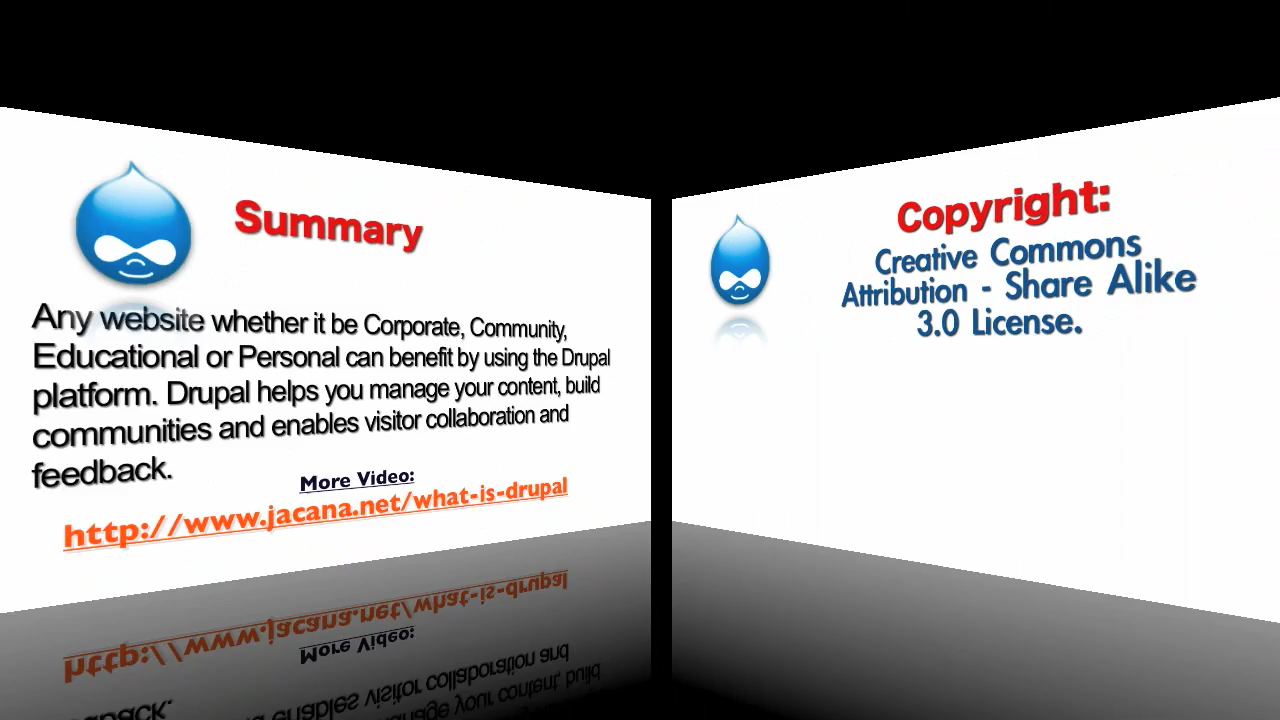 Summary
Any website whether it be Corporate, Community,
Educational or Personal can benefit by using the Drupal
platform. Drupal helps you manage your content, build
communities and enables visitor collaboration and
feedback.
More Video:
http://www.jacana.net/what-is-drupal
Copyright:
Creative Commons
Attribution - Share Alike
3.0 License.